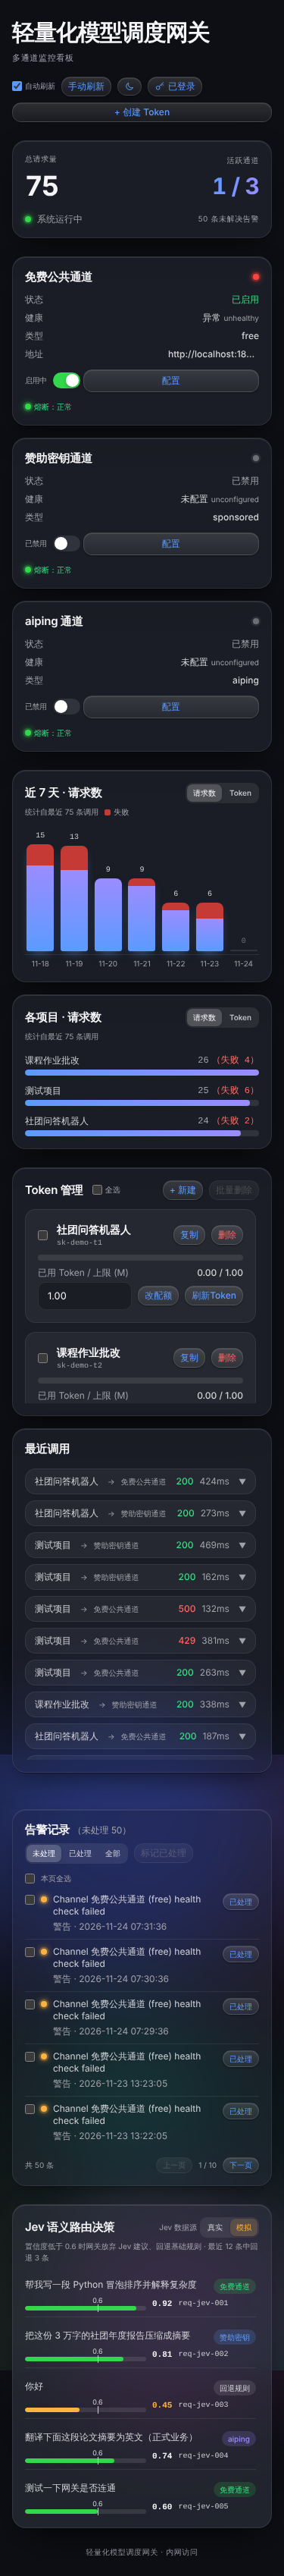 轻量化模型调度网关
多通道监控看板
自动刷新 手动刷新 已登录
+ 创建 Token
总请求量 活跃通道
75 1 / 3
系统运行中 50 条未解决告警
免费公共通道
状态 已启用
健康 异常 unhealthy
类型 free
地址 http://localhost:18...
启用中 配置
熔断：正常
赞助密钥通道
状态 已禁用
健康 未配置 unconfigured
类型 sponsored
已禁用 配置
熔断：正常
aiping 通道
状态 已禁用
健康 未配置 unconfigured
类型 aiping
已禁用 配置
熔断：正常
近 7 天 · 请求数 请求数 Token
统计自最近 75 条调用 失败
15 13 9 9 6 6 0
11-18 11-19 11-20 11-21 11-22 11-23 11-24
各项目 · 请求数 请求数 Token
统计自最近 75 条调用
课程作业批改 26 （失败 4）
测试项目 25 （失败 6）
社团问答机器人 24 （失败 2）
Token 管理 全选 + 新建 批量删除
社团问答机器人 复制 删除
sk-demo-t1
已用 Token / 上限 (M) 0.00 / 1.00
1.00 改配额 刷新Token
课程作业批改 复制 删除
sk-demo-t2
已用 Token / 上限 (M) 0.00 / 1.00
最近调用
社团问答机器人 → 免费公共通道 200 424ms ▼
社团问答机器人 → 赞助密钥通道 200 273ms ▼
测试项目 → 赞助密钥通道 200 469ms ▼
测试项目 → 赞助密钥通道 200 162ms ▼
测试项目 → 免费公共通道 500 132ms ▼
测试项目 → 免费公共通道 429 381ms ▼
测试项目 → 免费公共通道 200 263ms ▼
课程作业批改 → 赞助密钥通道 200 338ms ▼
社团问答机器人 → 免费公共通道 200 187ms ▼
告警记录 （未处理 50）
未处理 已处理 全部 标记已处理
本页全选
Channel 免费公共通道 (free) health 已处理
check failed
警告 · 2026-11-24 07:31:36
Channel 免费公共通道 (free) health 已处理
check failed
警告 · 2026-11-24 07:30:36
Channel 免费公共通道 (free) health 已处理
check failed
警告 · 2026-11-24 07:29:36
Channel 免费公共通道 (free) health 已处理
check failed
警告 · 2026-11-23 13:23:05
Channel 免费公共通道 (free) health 已处理
check failed
警告 · 2026-11-23 13:22:05
共 50 条 上一页 1 / 10 下一页
Jev 语义路由决策 Jev 数据源 真实 模拟
置信度低于 0.6 时网关放弃 Jev 建议、回退基础规则 · 最近 12 条中回
退 3 条
帮我写一段 Python 冒泡排序并解释复杂度 免费通道
0.6 0.92 req-jev-001
把这份 3 万字的社团年度报告压缩成摘要 赞助密钥
0.6 0.81 req-jev-002
你好 回退规则
0.6 0.45 req-jev-003
翻译下面这段论文摘要为英文（正式业务） aiping
0.6 0.74 req-jev-004
测试一下网关是否连通 免费通道
0.6 0.60 req-jev-005
轻量化模型调度网关 · 内网访问